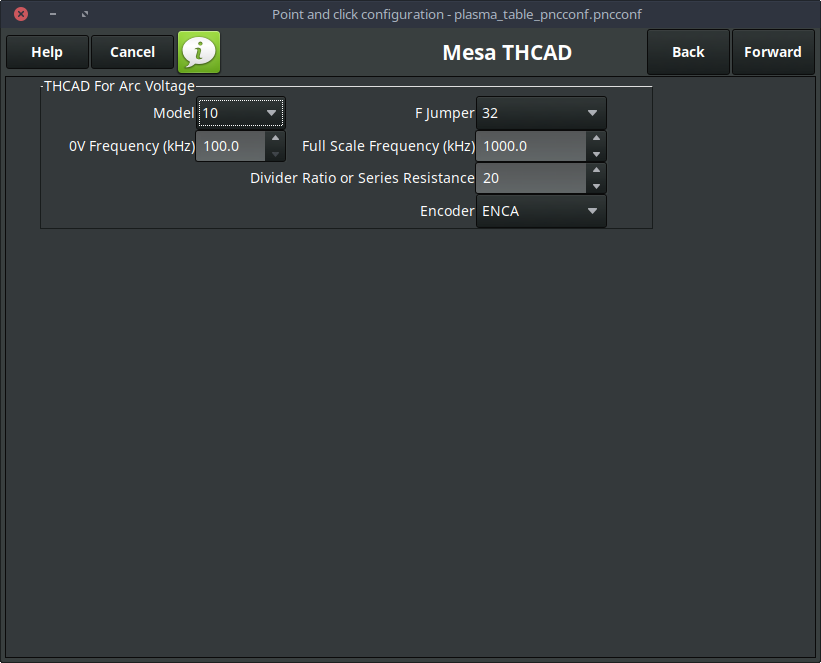 Point and click configuration - plasma_table_pncconf.pncconf
Help Cancel i Mesa THCAD Back Forward
THCAD For Arc Voltage
Model 10 F Jumper 32
0V Frequency (kHz) 100.0 Full Scale Frequency (kHz) 1000.0
Divider Ratio or Series Resistance 20
Encoder ENCA